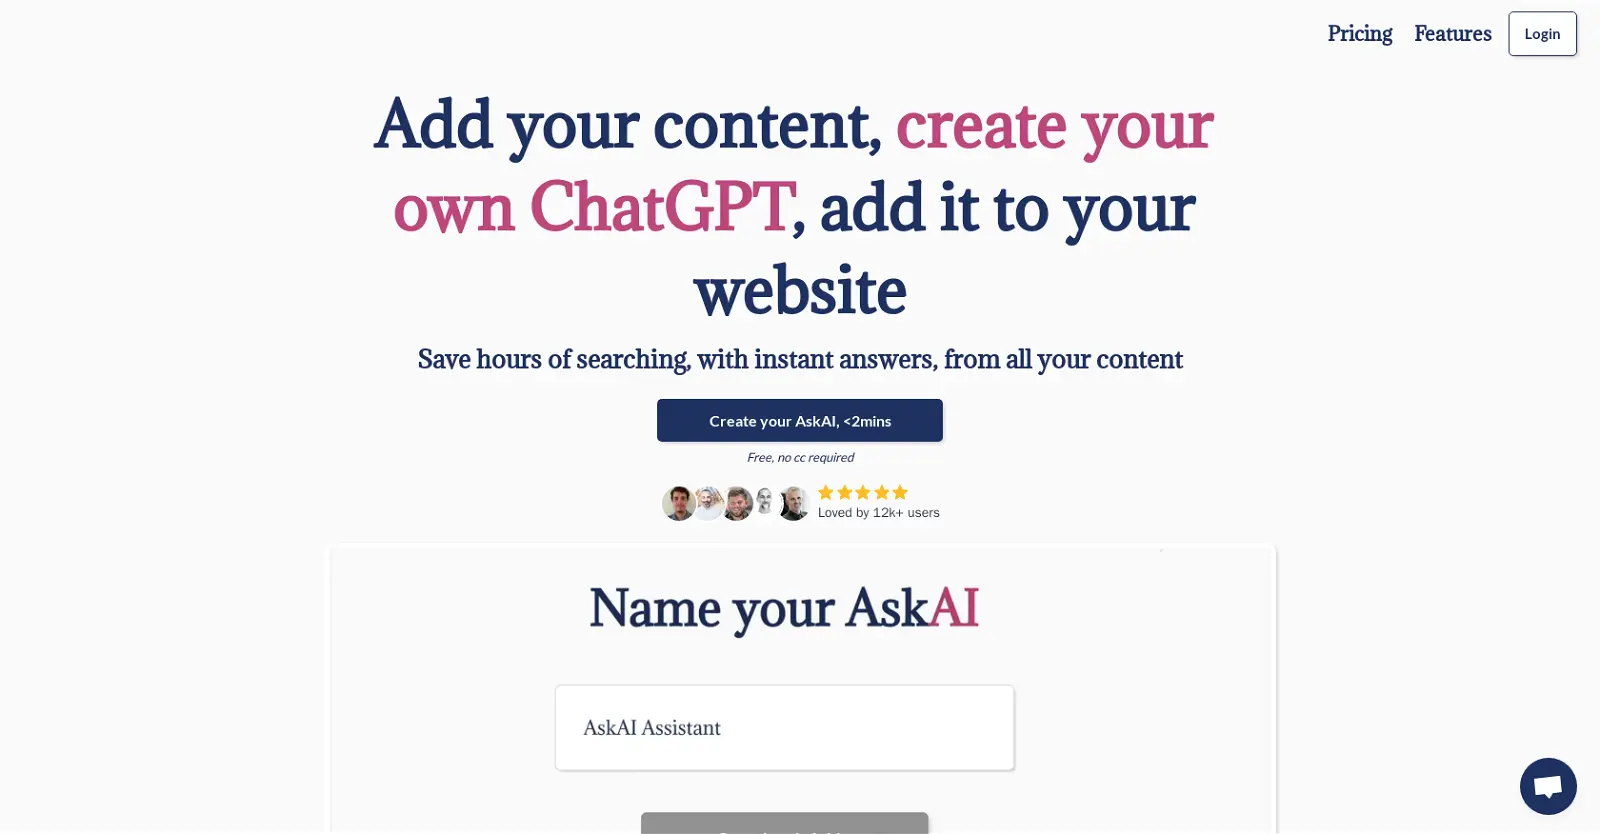 Pricing
Features
Login
Add your content, create your
own ChatGPT, add it to your
website
Save hours of searching, with instant answers, from all your content
Create your AskAI, <2mins
Free, no cc required
Loved by 12k+ users
Name your AskAI
AskAI Assistant